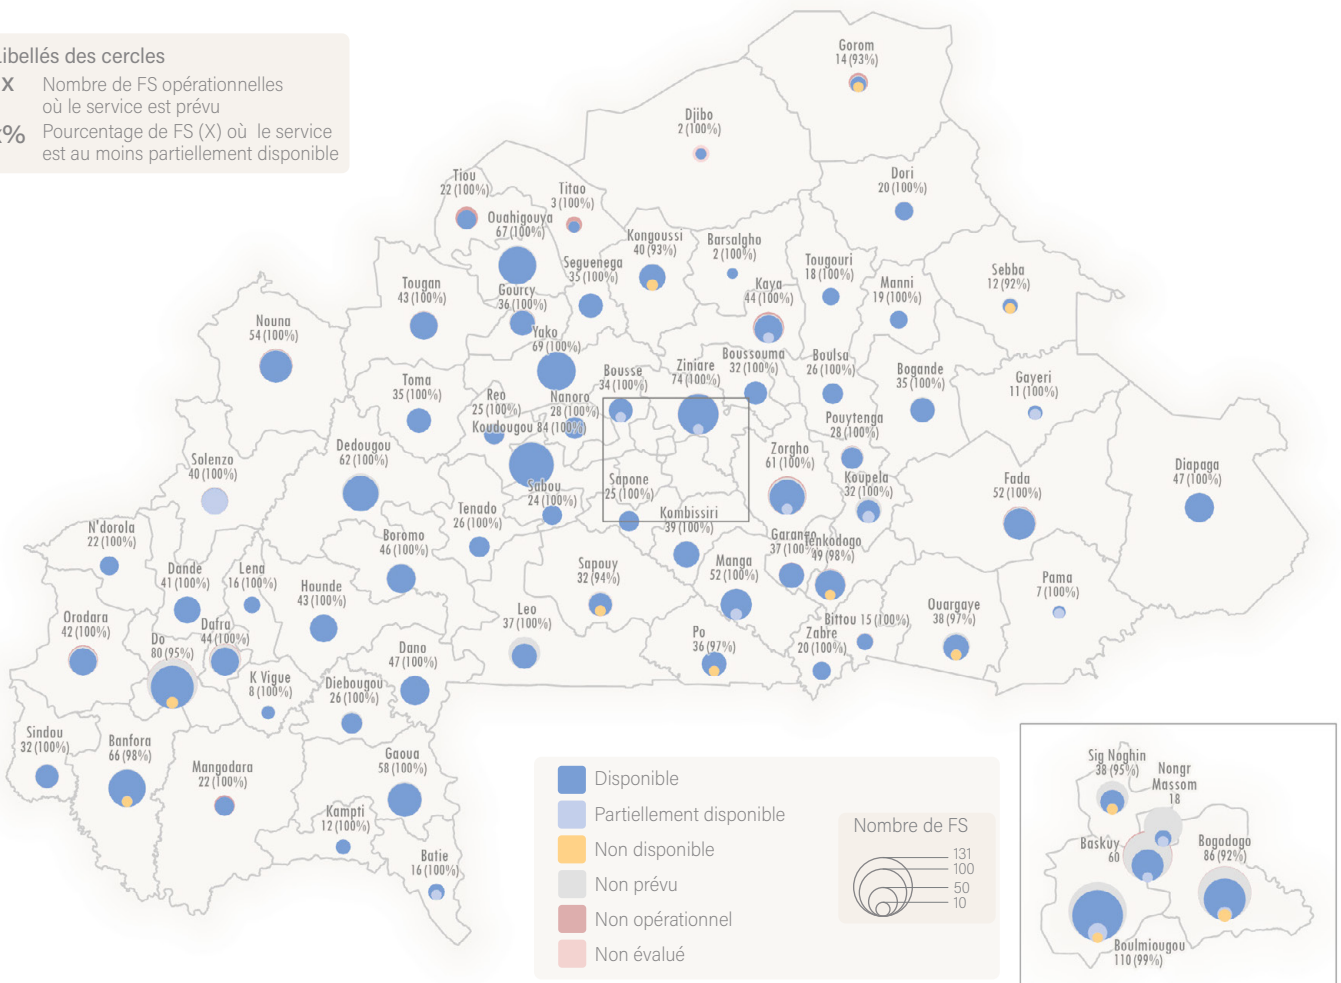 Libellés des cercles
X Nombre de FS opérationnelles
où le service est prévu
% Pourcentage de FS (X) où le service
est au moins partiellement disponible
Gorom
14 (93%)
Djibo
2 (100%)
Dori
20 (100%)
Tiou
22 (100%)
Titao
3 (100%)
Ouahigouya
67 (100%)
Kongoussi
40 (93%)
Barsalgho
2 (100%)
Tougouri
18 (100%)
Sebba
12 (92%)
Seguenega
35 (100%)
Manni
19 (100%)
Tougan
43 (100%)
Gourcy
36 (100%)
Kaya
44 (100%)
Nouna
54 (100%)
Yako
69 (100%)
Boussouma
32 (100%)
Boulsa
26 (100%)
Bousse
34 (100%)
Ziniare
74 (100%)
Bogande
35 (100%)
Gayeri
11 (100%)
Toma
35 (100%)
Reo
25 (100%)
Nanoro
28 (100%)
Koudougou 84 (100%)
Pouytenga
28 (100%)
Dedougou
62 (100%)
Solenzo
40 (100%)
Zorgho
61 (100%)
Koupela
32 (100%)
Fada
52 (100%)
Diapaga
47 (100%)
Sabou
24 (100%)
Sapone
25 (100%)
Tenado
26 (100%)
Kombissiri
39 (100%)
N'dorola
22 (100%)
Boromo
46 (100%)
Garango
37 (100%)
Tenkodogo
49 (98%)
Dande
41 (100%)
Lena
16 (100%)
Hounde
43 (100%)
Sapouy
32 (94%)
Manga
52 (100%)
Pama
7 (100%)
Orodara
42 (100%)
Dafra
44 (100%)
Do
80 (95%)
Leo
37 (100%)
Ouargaye
38 (97%)
Bittou 15 (100%)
Po
36 (97%)
Zabre
20 (100%)
Dano
47 (100%)
K Vigue
8 (100%)
Diebougou
26 (100%)
Sindou
32 (100%)
Banfora
66 (98%)
Mangodara
22 (100%)
Gaoua
58 (100%)
Kampti
12 (100%)
Batie
16 (100%)
Disponible
Partiellement disponible
Non disponible
Non prévu
Non opérationnel
Non évalué
Nombre de FS
131
100
50
10
Sig Noghin
38 (95%)
Nongr
Massom
18
Baskuy
60
Bogodogo
86 (92%)
Boulmiougou
110 (99%)